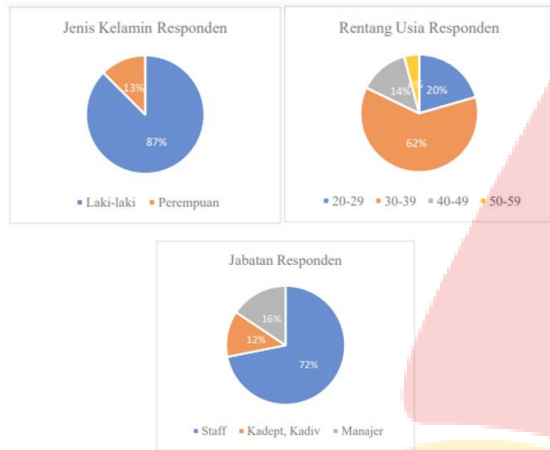 Jenis Kelamin Responden
13%
87%
Laki-laki Perempuan
Rentang Usia Responden
20%
14%
62%
20-29 30-39 40-49 50-59
Jabatan Responden
16%
12%
72%
Staff Kadept, Kadiv Manajer